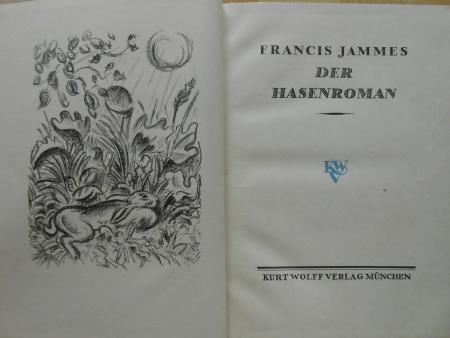 FRANCIS JAMMES
DER
HASENROMAN
KWV
KURT WOLFF VERLAG MÜNCHEN